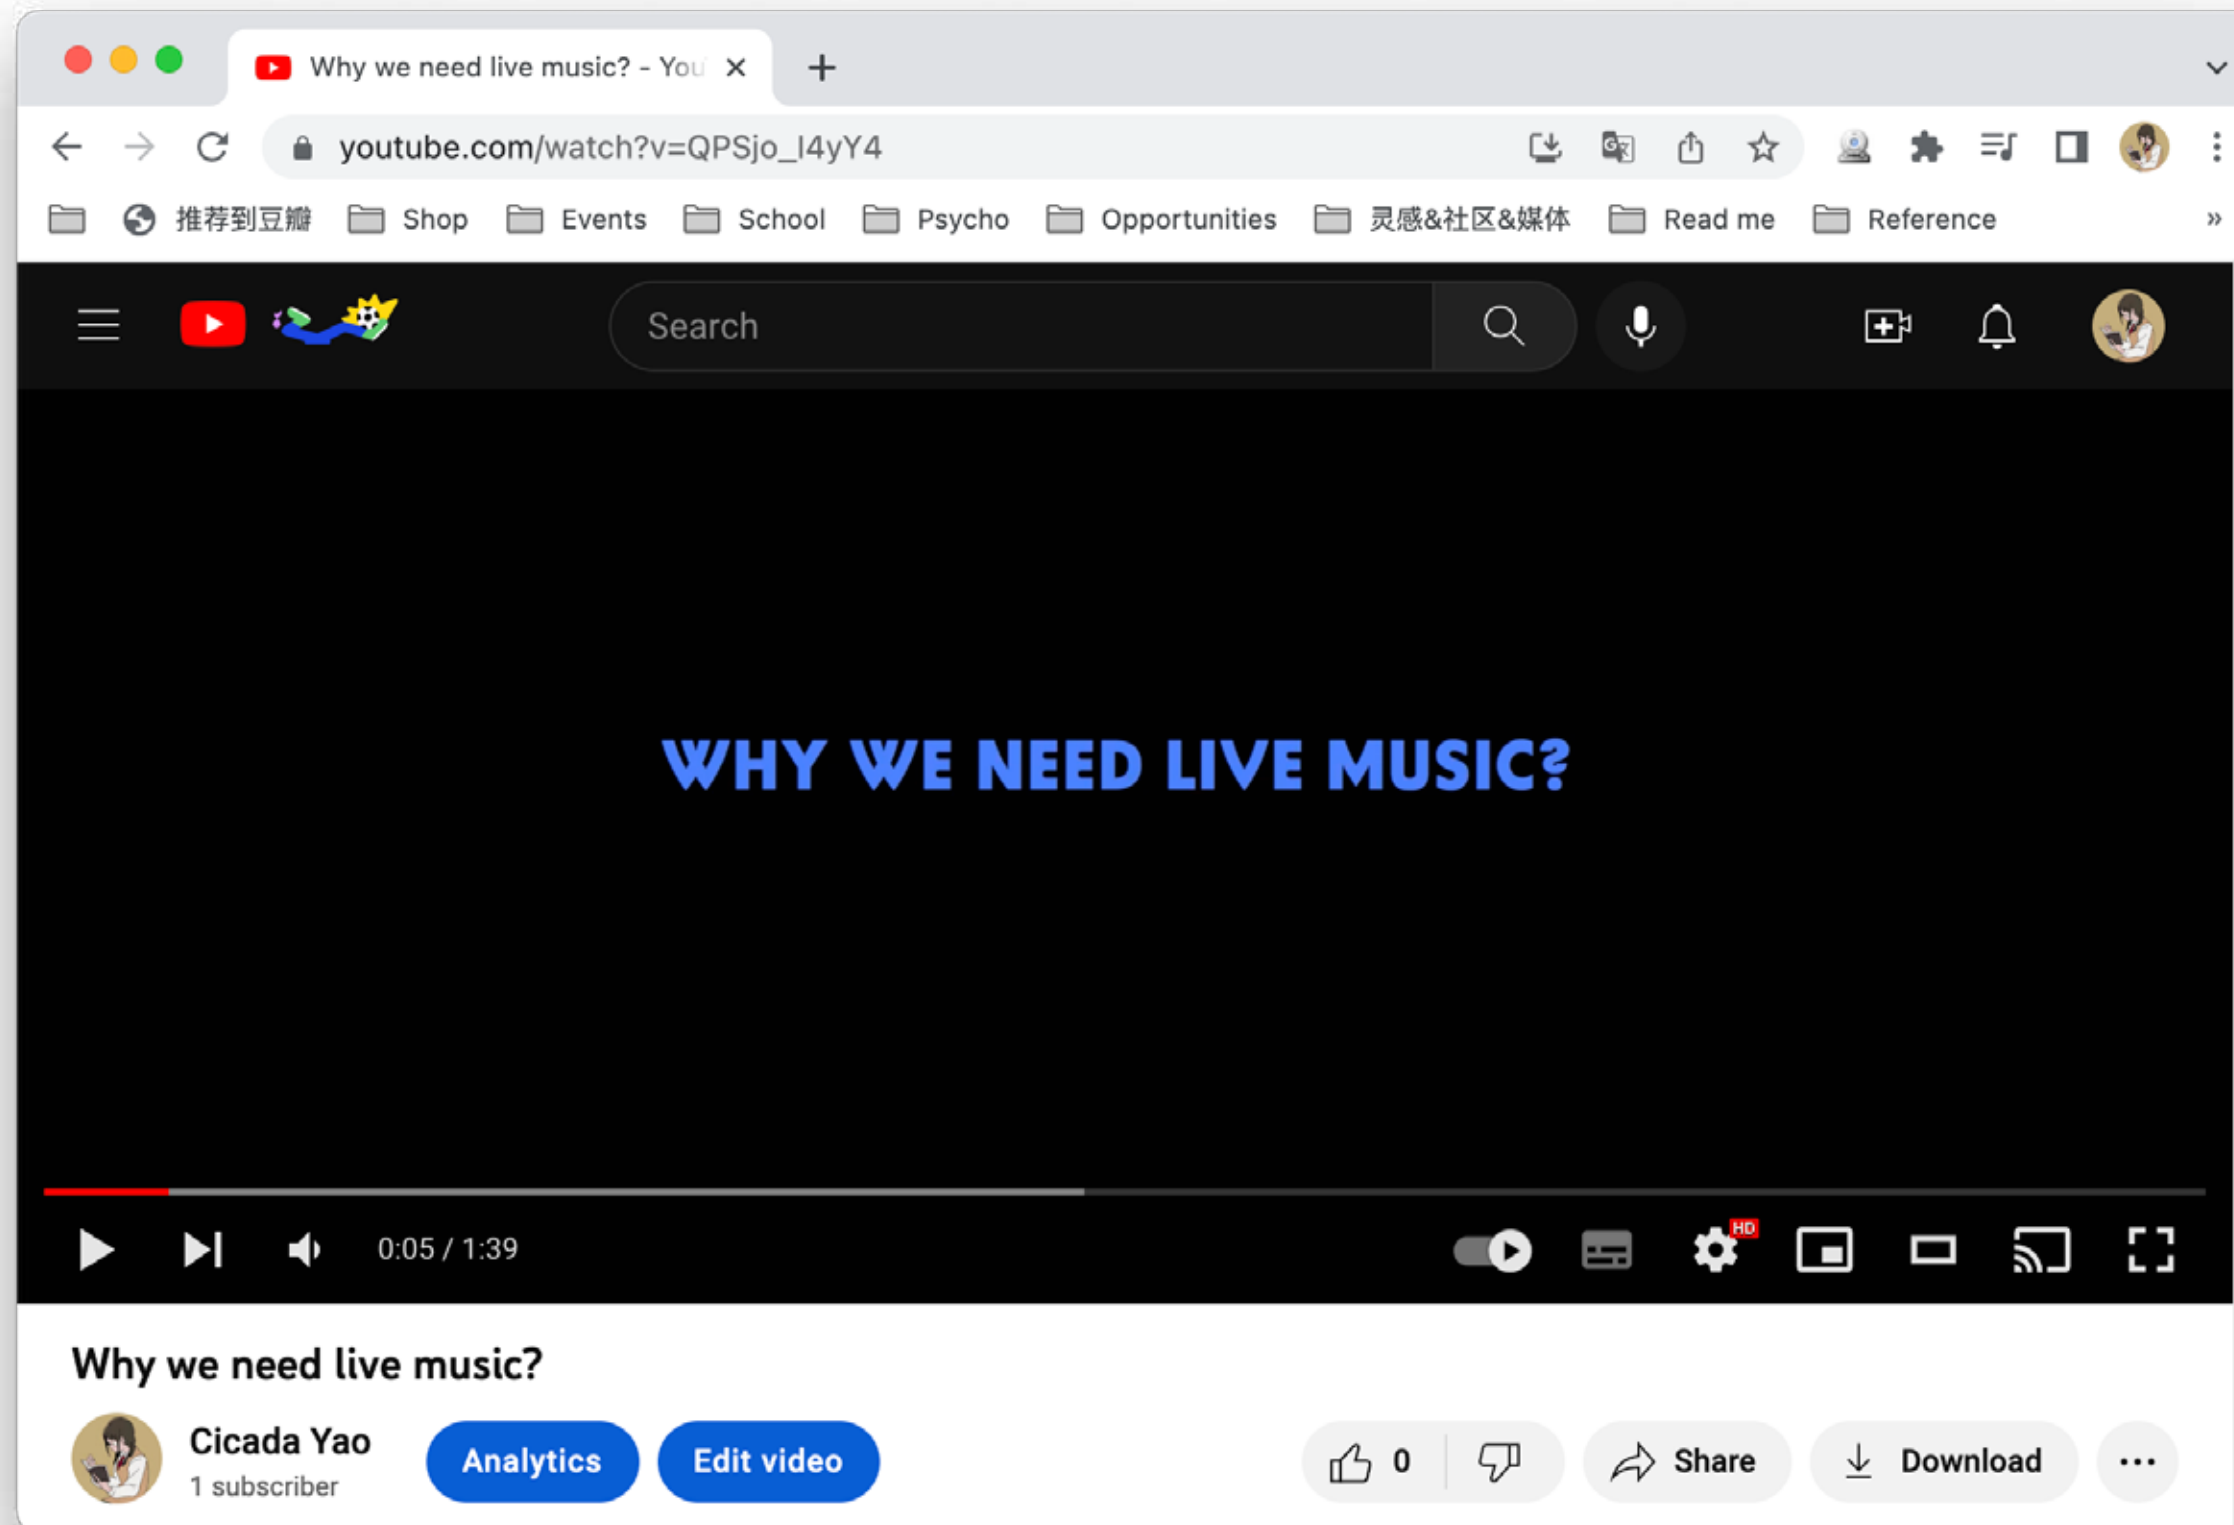 Why we need live music? - You
youtube.com/watch?v=QPSjo_I4yY4
推荐到豆瓣 Shop Events School Psycho Opportunities 灵感&社区&媒体 Read me Reference »
Search
WHY WE NEED LIVE MUSIC?
0:05 / 1:39
HD
Why we need live music?
Cicada Yao
1 subscriber
Analytics Edit video 0 Share Download